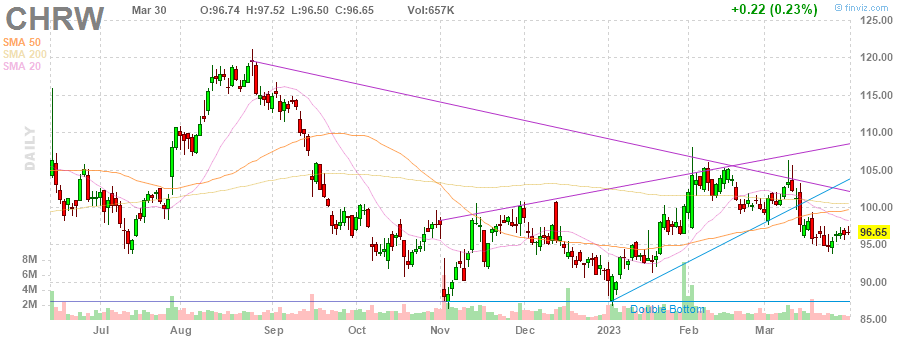 CHRW
Mar 30 O:96.74 H:97.52 L:96.50 C:96.65 Vol:657K +0.22 (0.23%)
© finviz.com
SMA 50
SMA 200
SMA 20
DAILY
125.00
120.00
115.00
110.00
105.00
100.00
96.65
95.00
90.00
85.00
8M
6M
4M
2M
Double Bottom
Jul Aug Sep Oct Nov Dec 2023 Feb Mar